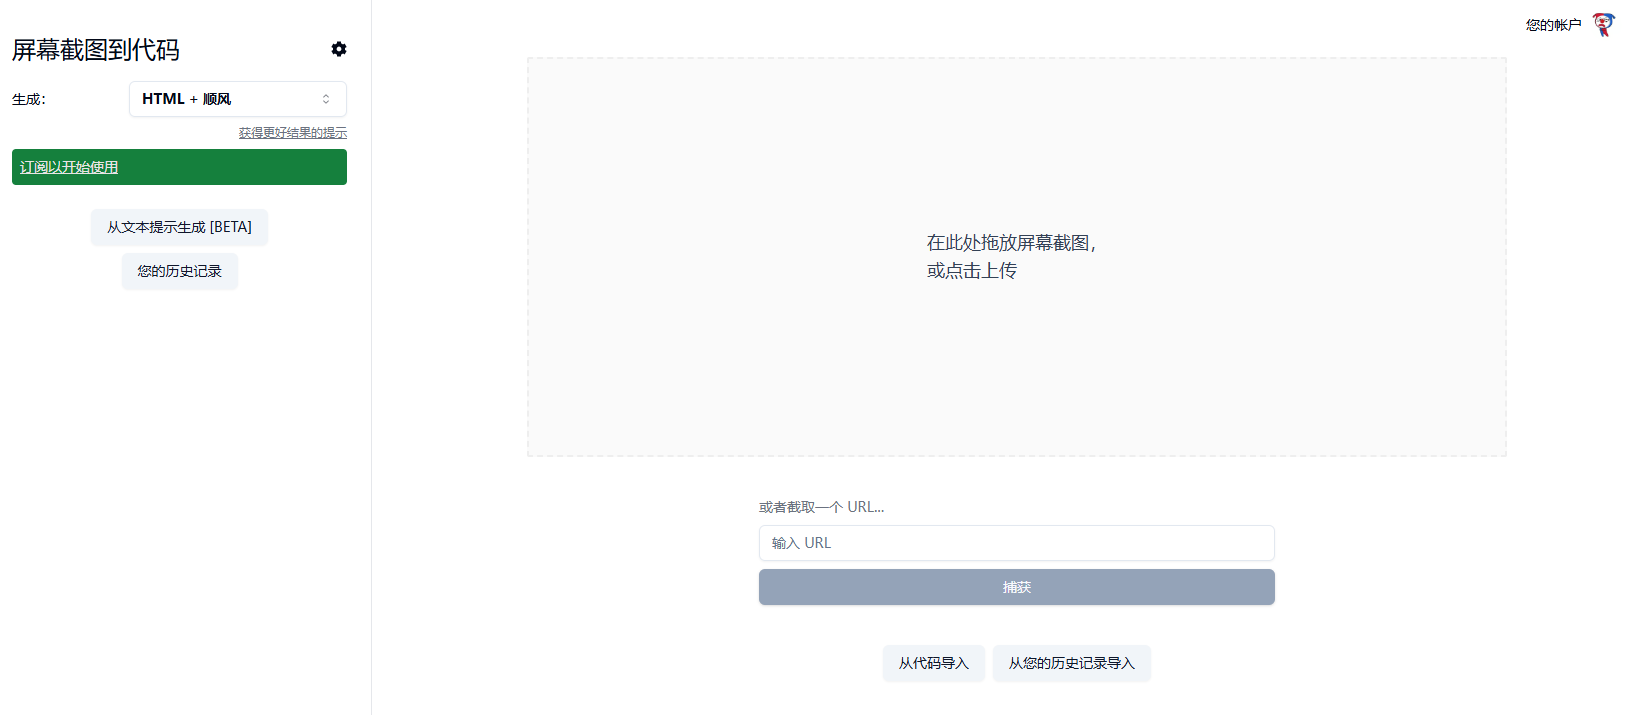 您的帐户
屏幕截图到代码
生成：
HTML + 顺风
获得更好结果的提示
订阅以开始使用
从文本提示生成 [BETA]
您的历史记录
在此处拖放屏幕截图，
或点击上传
或者截取一个 URL...
输入 URL
捕获
从代码导入
从您的历史记录导入